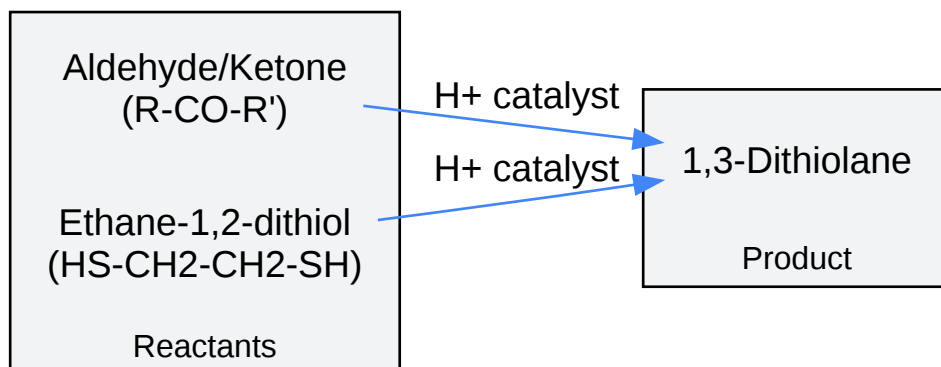 Aldehyde/Ketone
(R-CO-R')
H+ catalyst
H+ catalyst
Ethane-1,2-dithiol
(HS-CH2-CH2-SH)
Reactants
1,3-Dithiolane
Product